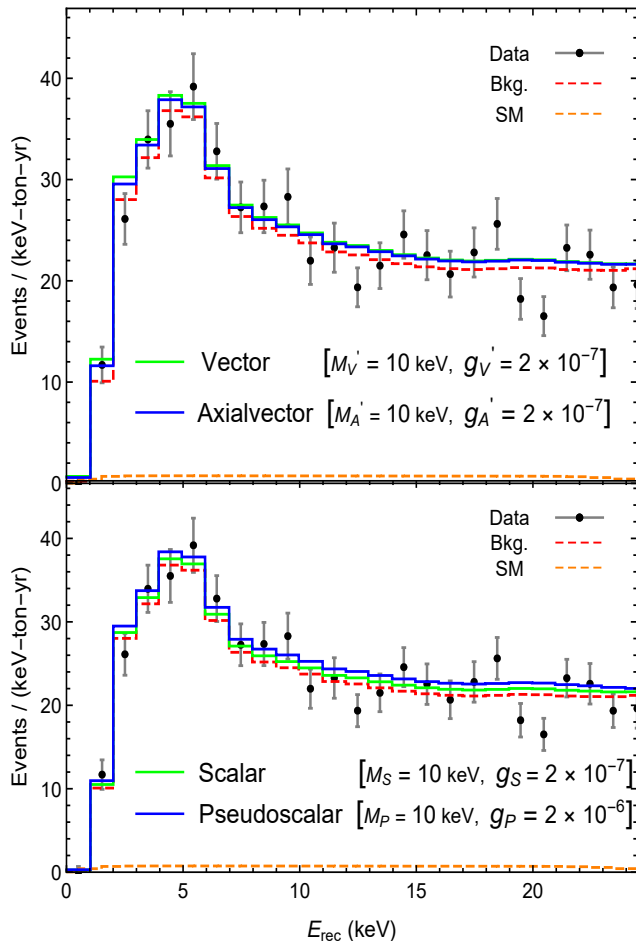 Data
Bkg.
SM
Events / (keV−ton−yr)
40
30
20
10
0
Vector [M_V' = 10 keV, g_V' = 2 × 10^−7]
Axialvector [M_A' = 10 keV, g_A' = 2 × 10^−7]
Data
Bkg.
SM
Events / (keV−ton−yr)
40
30
20
10
0
Scalar [M_S = 10 keV, g_S = 2 × 10^−7]
Pseudoscalar [M_P = 10 keV, g_P = 2 × 10^−6]
0 5 10 15 20
E_rec (keV)